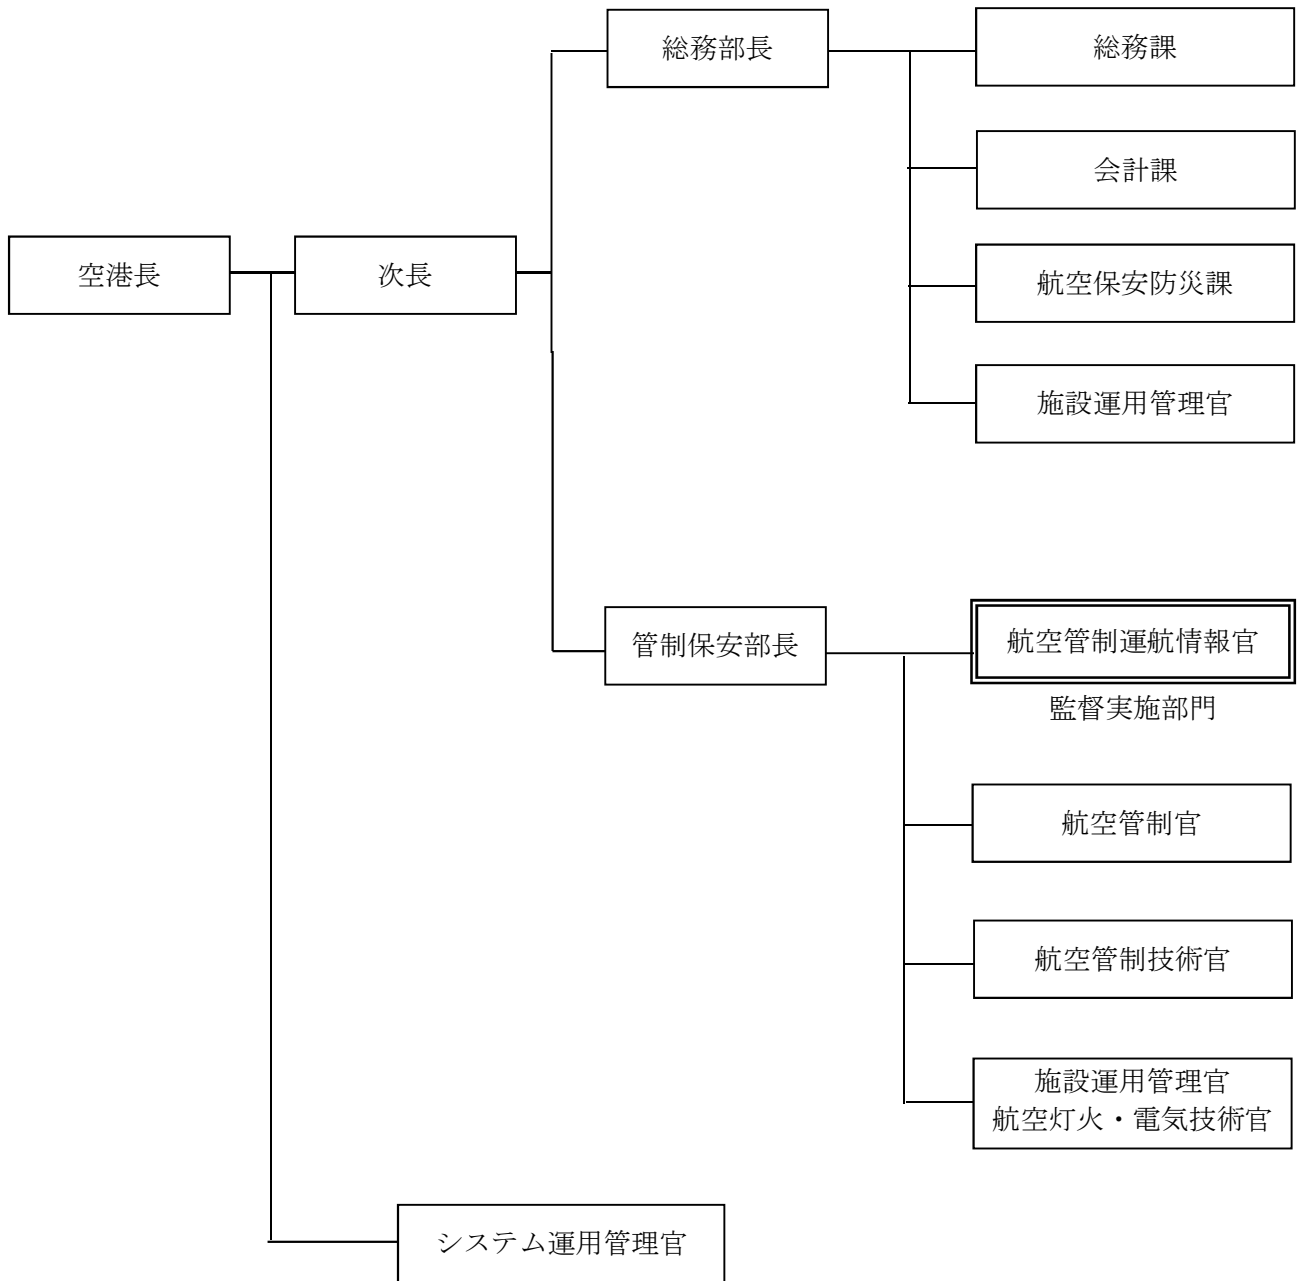 総務部長
総務課
会計課
空港長
次長
航空保安防災課
施設運用管理官
管制保安部長
航空管制運航情報官
監督実施部門
航空管制官
航空管制技術官
施設運用管理官
航空灯火・電気技術官
システム運用管理官